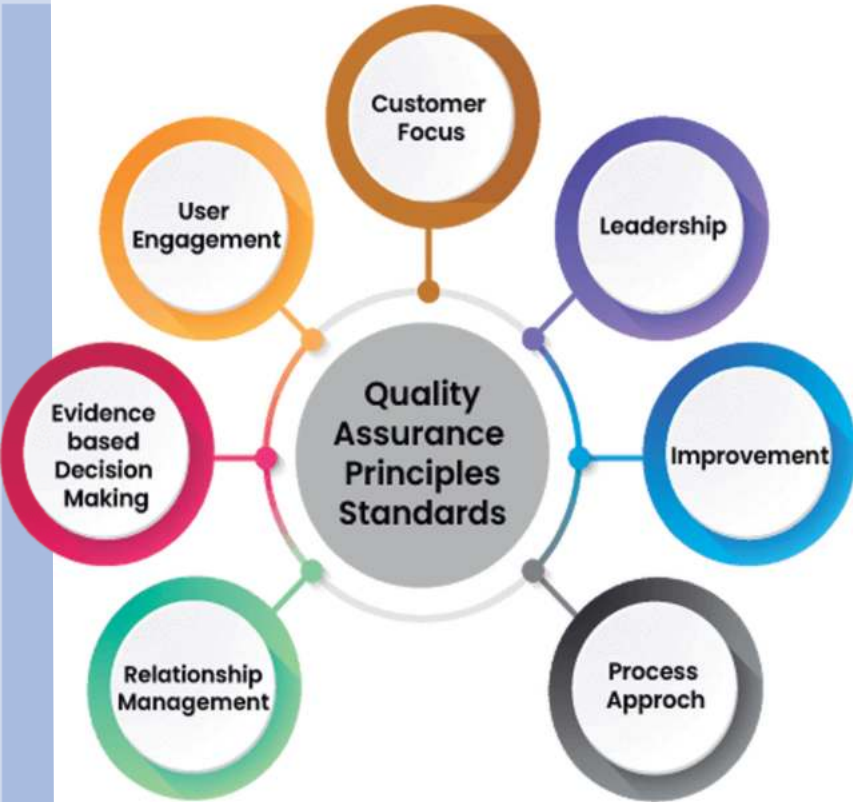 Customer
Focus
Leadership
Improvement
Process
Approch
Relationship
Management
Evidence
based
Decision
Making
User
Engagement
Quality
Assurance
Principles
Standards